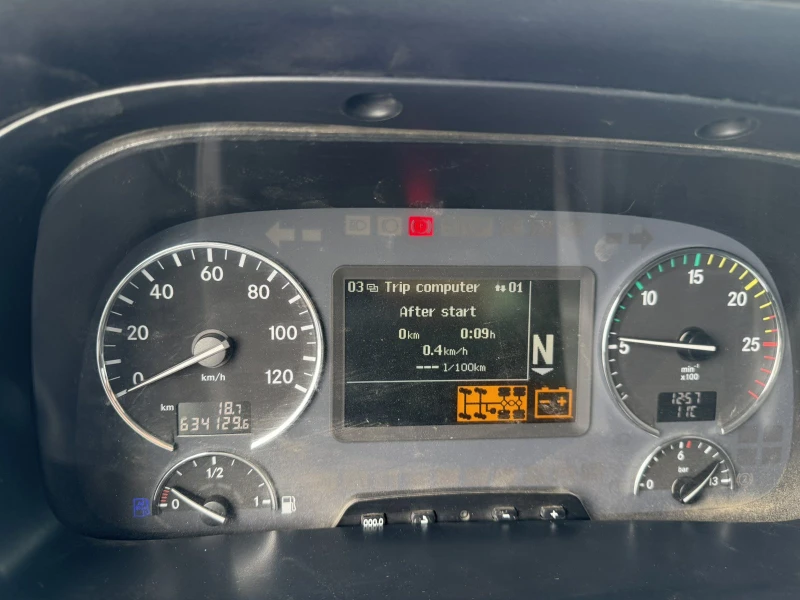 03 Trip computer 01
After start
0km 0:09h
0.4km/h
--- l/100km
N
0 20 40 60 80 100 120
km/h
km 18.7
634129.6
5 10 15 20 25
min⁻¹
x100
12:57
11°C
0 1/2 1
0 6 13
bar
000.0